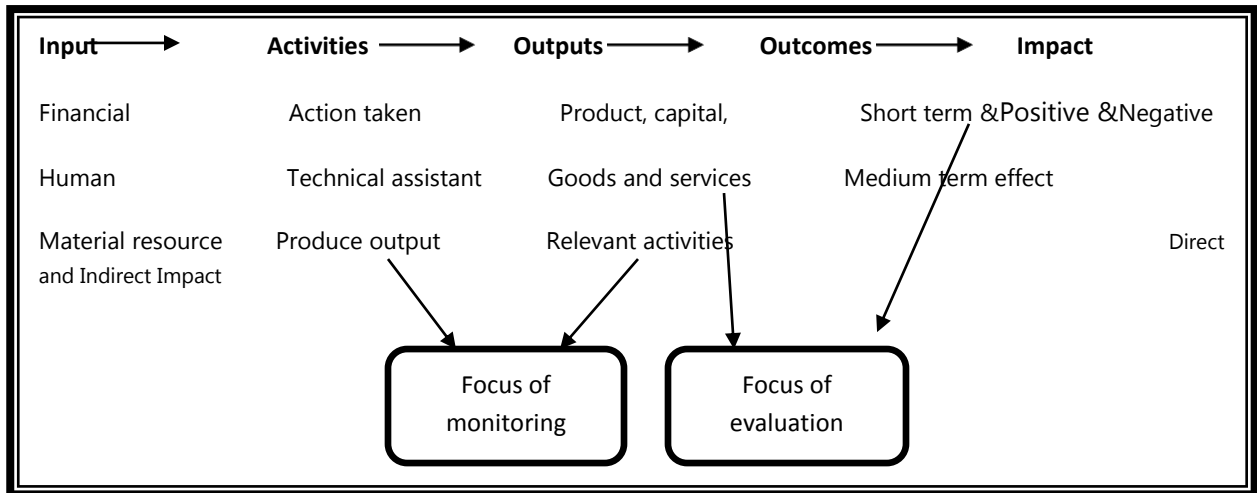 Input Activities Outputs Outcomes Impact
Financial Action taken Product, capital, Short term &Positive &Negative
Human Technical assistant Goods and services Medium term effect
Material resource Produce output Relevant activities Direct
and Indirect Impact
Focus of
monitoring
Focus of
evaluation